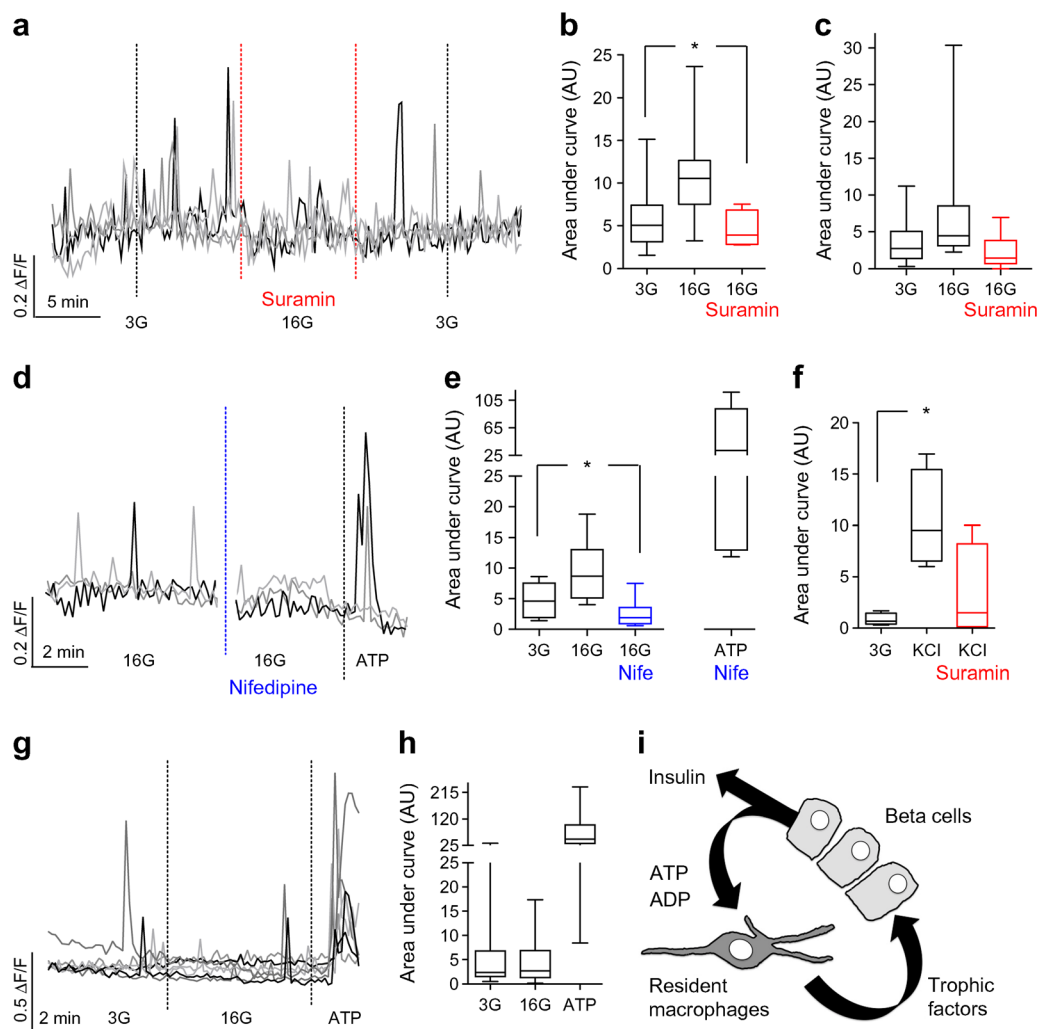 a
0.2 ΔF/F
5 min
3G
Suramin
16G
3G
b
Area under curve (AU)
25
20
15
10
5
0
*
3G 16G 16G
Suramin
c
Area under curve (AU)
30
25
20
15
10
5
0
3G 16G 16G
Suramin
d
0.2 ΔF/F
2 min
16G
16G
ATP
Nifedipine
e
Area under curve (AU)
105
65
25
25
20
15
10
5
0
*
3G 16G 16G ATP
Nife Nife
f
Area under curve (AU)
20
15
10
5
0
*
3G KCl KCl
Suramin
g
0.5 ΔF/F
2 min
3G
16G
ATP
h
Area under curve (AU)
215
120
25
25
20
15
10
5
0
3G 16G ATP
i
Insulin
Beta cells
ATP
ADP
Resident
macrophages
Trophic
factors